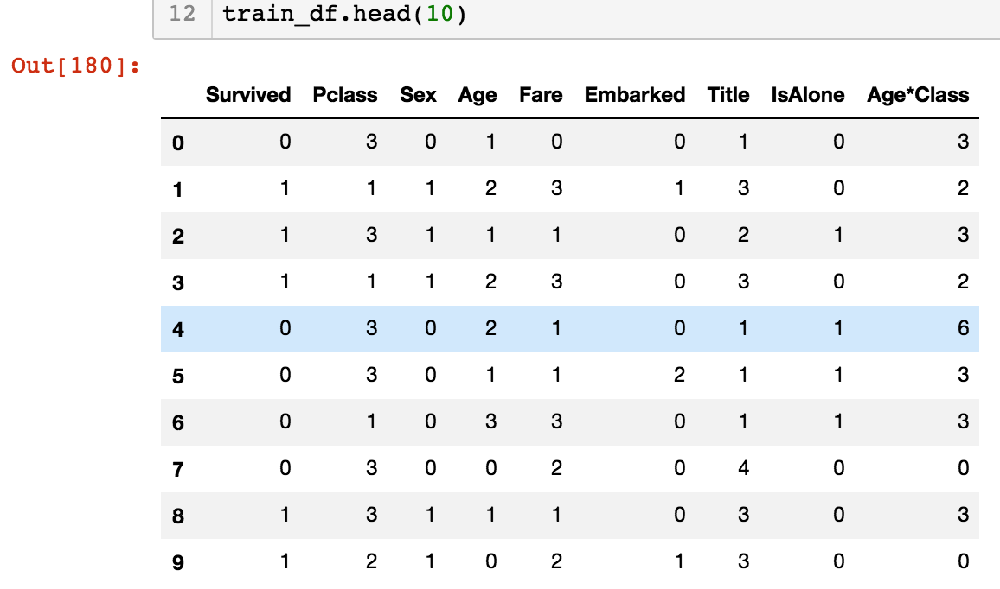 12 train_df.head(10)
Out[180]:
Survived Pclass Sex Age Fare Embarked Title IsAlone Age*Class
0 0 3 0 1 0 0 1 0 3
1 1 1 1 2 3 1 3 0 2
2 1 3 1 1 1 0 2 1 3
3 1 1 1 2 3 0 3 0 2
4 0 3 0 2 1 0 1 1 6
5 0 3 0 1 1 2 1 1 3
6 0 1 0 3 3 0 1 1 3
7 0 3 0 0 2 0 4 0 0
8 1 3 1 1 1 0 3 0 3
9 1 2 1 0 2 1 3 0 0